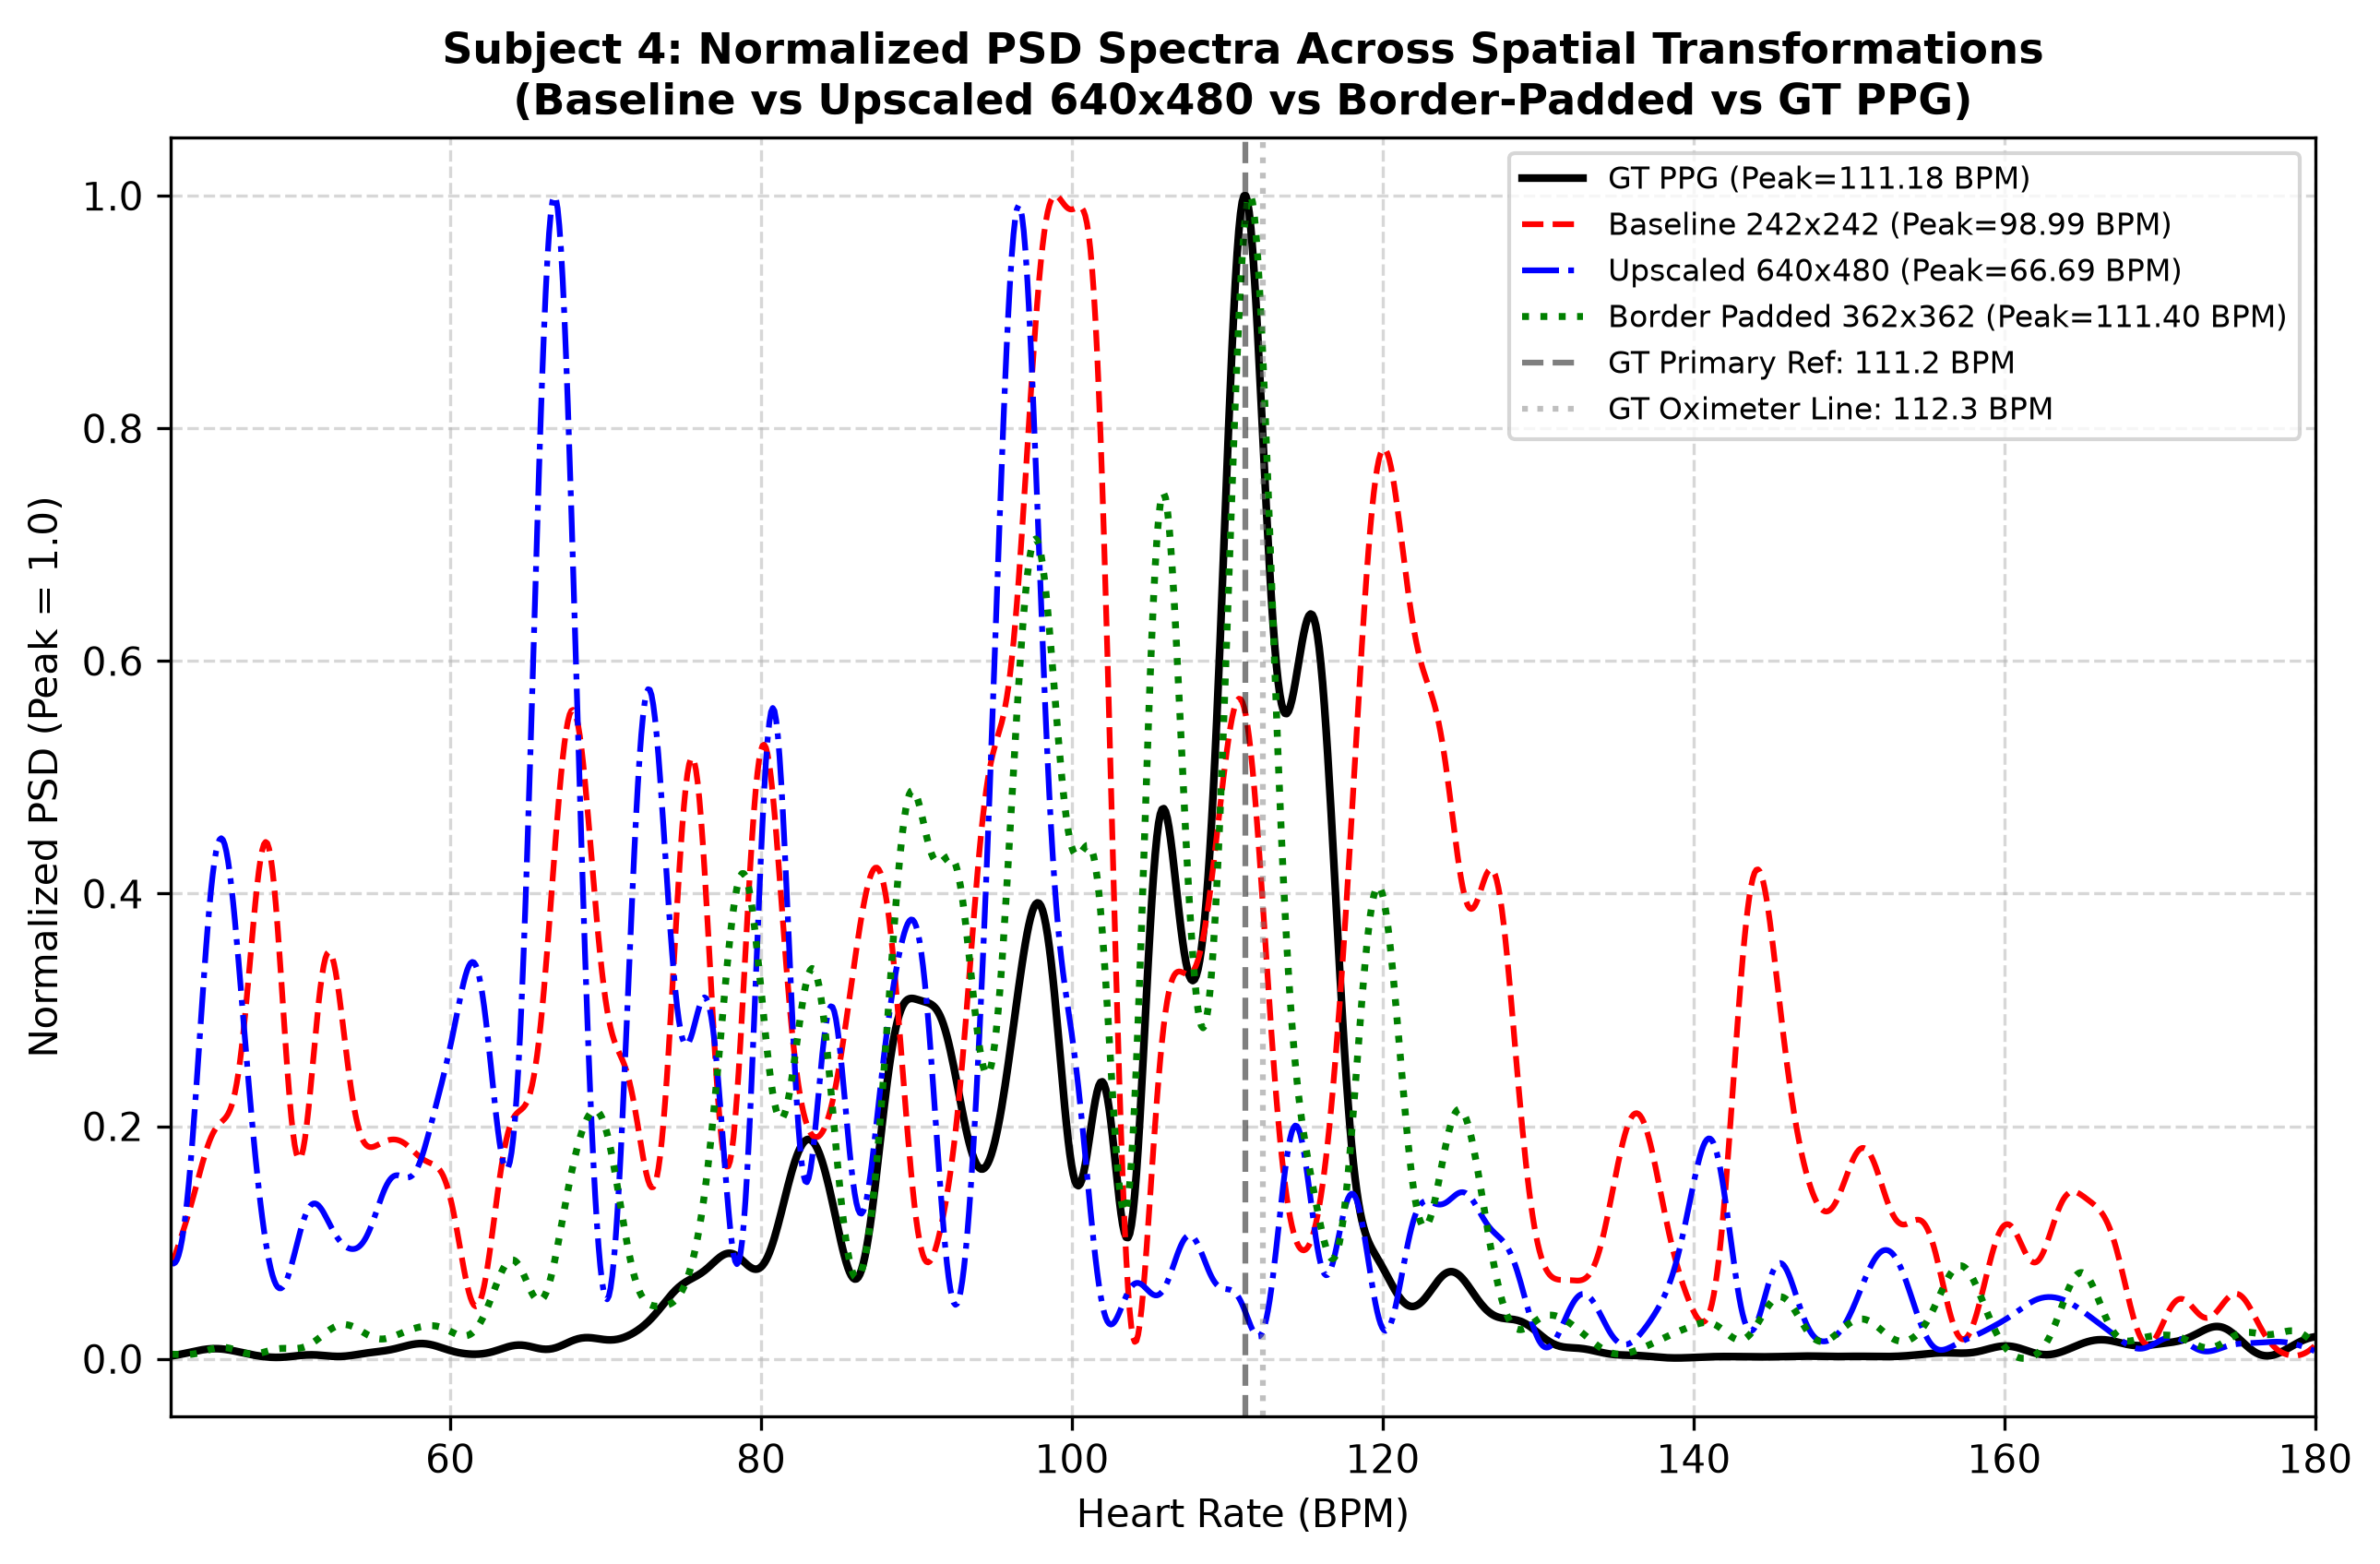 Subject 4: Normalized PSD Spectra Across Spatial Transformations
(Baseline vs Upscaled 640x480 vs Border-Padded vs GT PPG)
GT PPG (Peak=111.18 BPM)
Baseline 242x242 (Peak=98.99 BPM)
Upscaled 640x480 (Peak=66.69 BPM)
Border Padded 362x362 (Peak=111.40 BPM)
GT Primary Ref: 111.2 BPM
GT Oximeter Line: 112.3 BPM
Normalized PSD (Peak = 1.0)
1.0
0.8
0.6
0.4
0.2
0.0
60 80 100 120 140 160 180
Heart Rate (BPM)